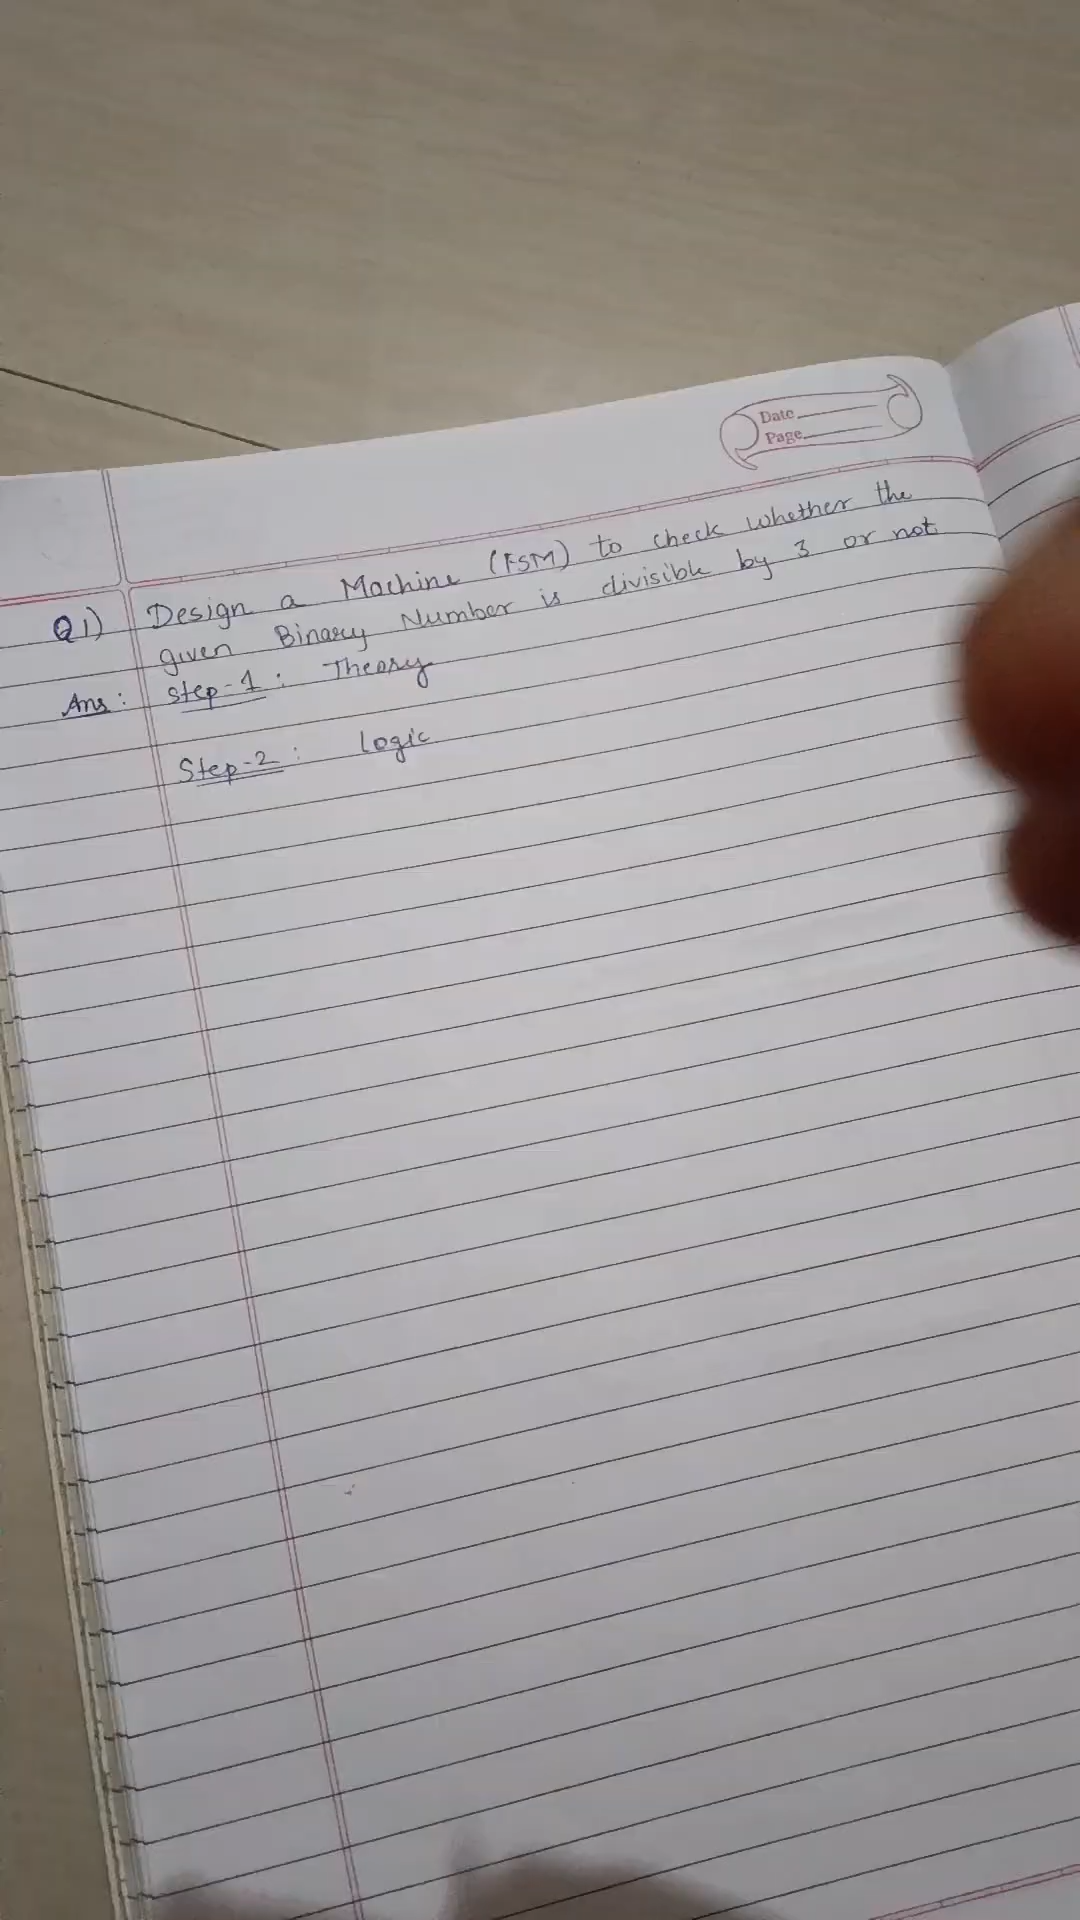 Date
Page
Q1) Design a Machine (FSM) to check whether the
given Binary Number is divisible by 3 or not.
Ans: Step-1: Theory
Step-2: Logic